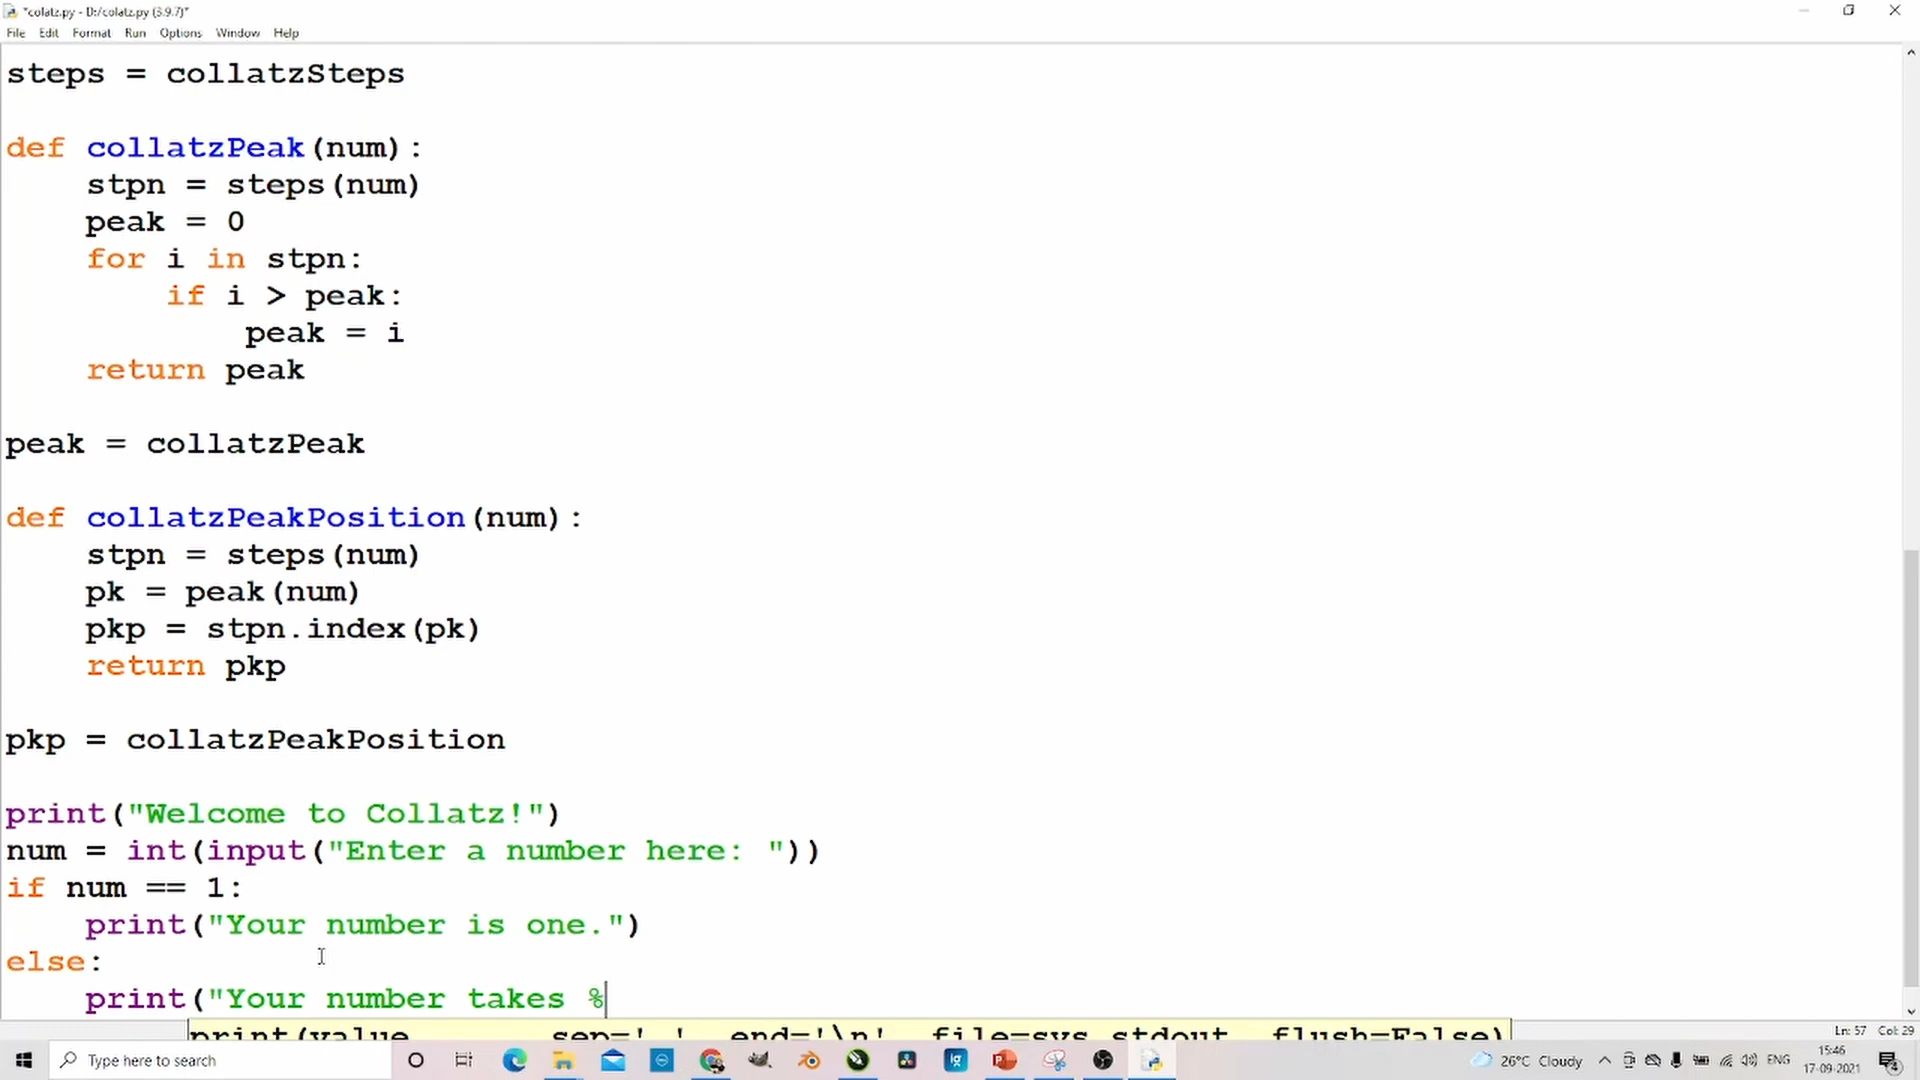 *colatz.py - D:/colatz.py (3.9.7)*
File Edit Format Run Options Window Help
steps = collatzSteps
def collatzPeak(num):
    stpn = steps(num)
    peak = 0
    for i in stpn:
        if i > peak:
            peak = i
    return peak
peak = collatzPeak
def collatzPeakPosition(num):
    stpn = steps(num)
    pk = peak(num)
    pkp = stpn.index(pk)
    return pkp
pkp = collatzPeakPosition
print("Welcome to Collatz!")
num = int(input("Enter a number here: "))
if num == 1:
    print("Your number is one.")
else:
    print("Your number takes %
print(value, ..., sep=' ', end='\n', file=sys.stdout, flush=False)
Ln: 57 Col: 29
Type here to search
26°C Cloudy
ENG
15:46
17-09-2021
4